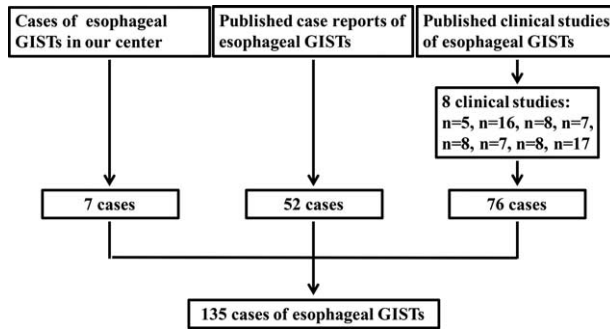 Cases of esophageal
GISTs in our center
Published case reports of
esophageal GISTs
Published clinical studies
of esophageal GISTs
8 clinical studies:
n=5, n=16, n=8, n=7,
n=8, n=7, n=8, n=17
7 cases
52 cases
76 cases
135 cases of esophageal GISTs